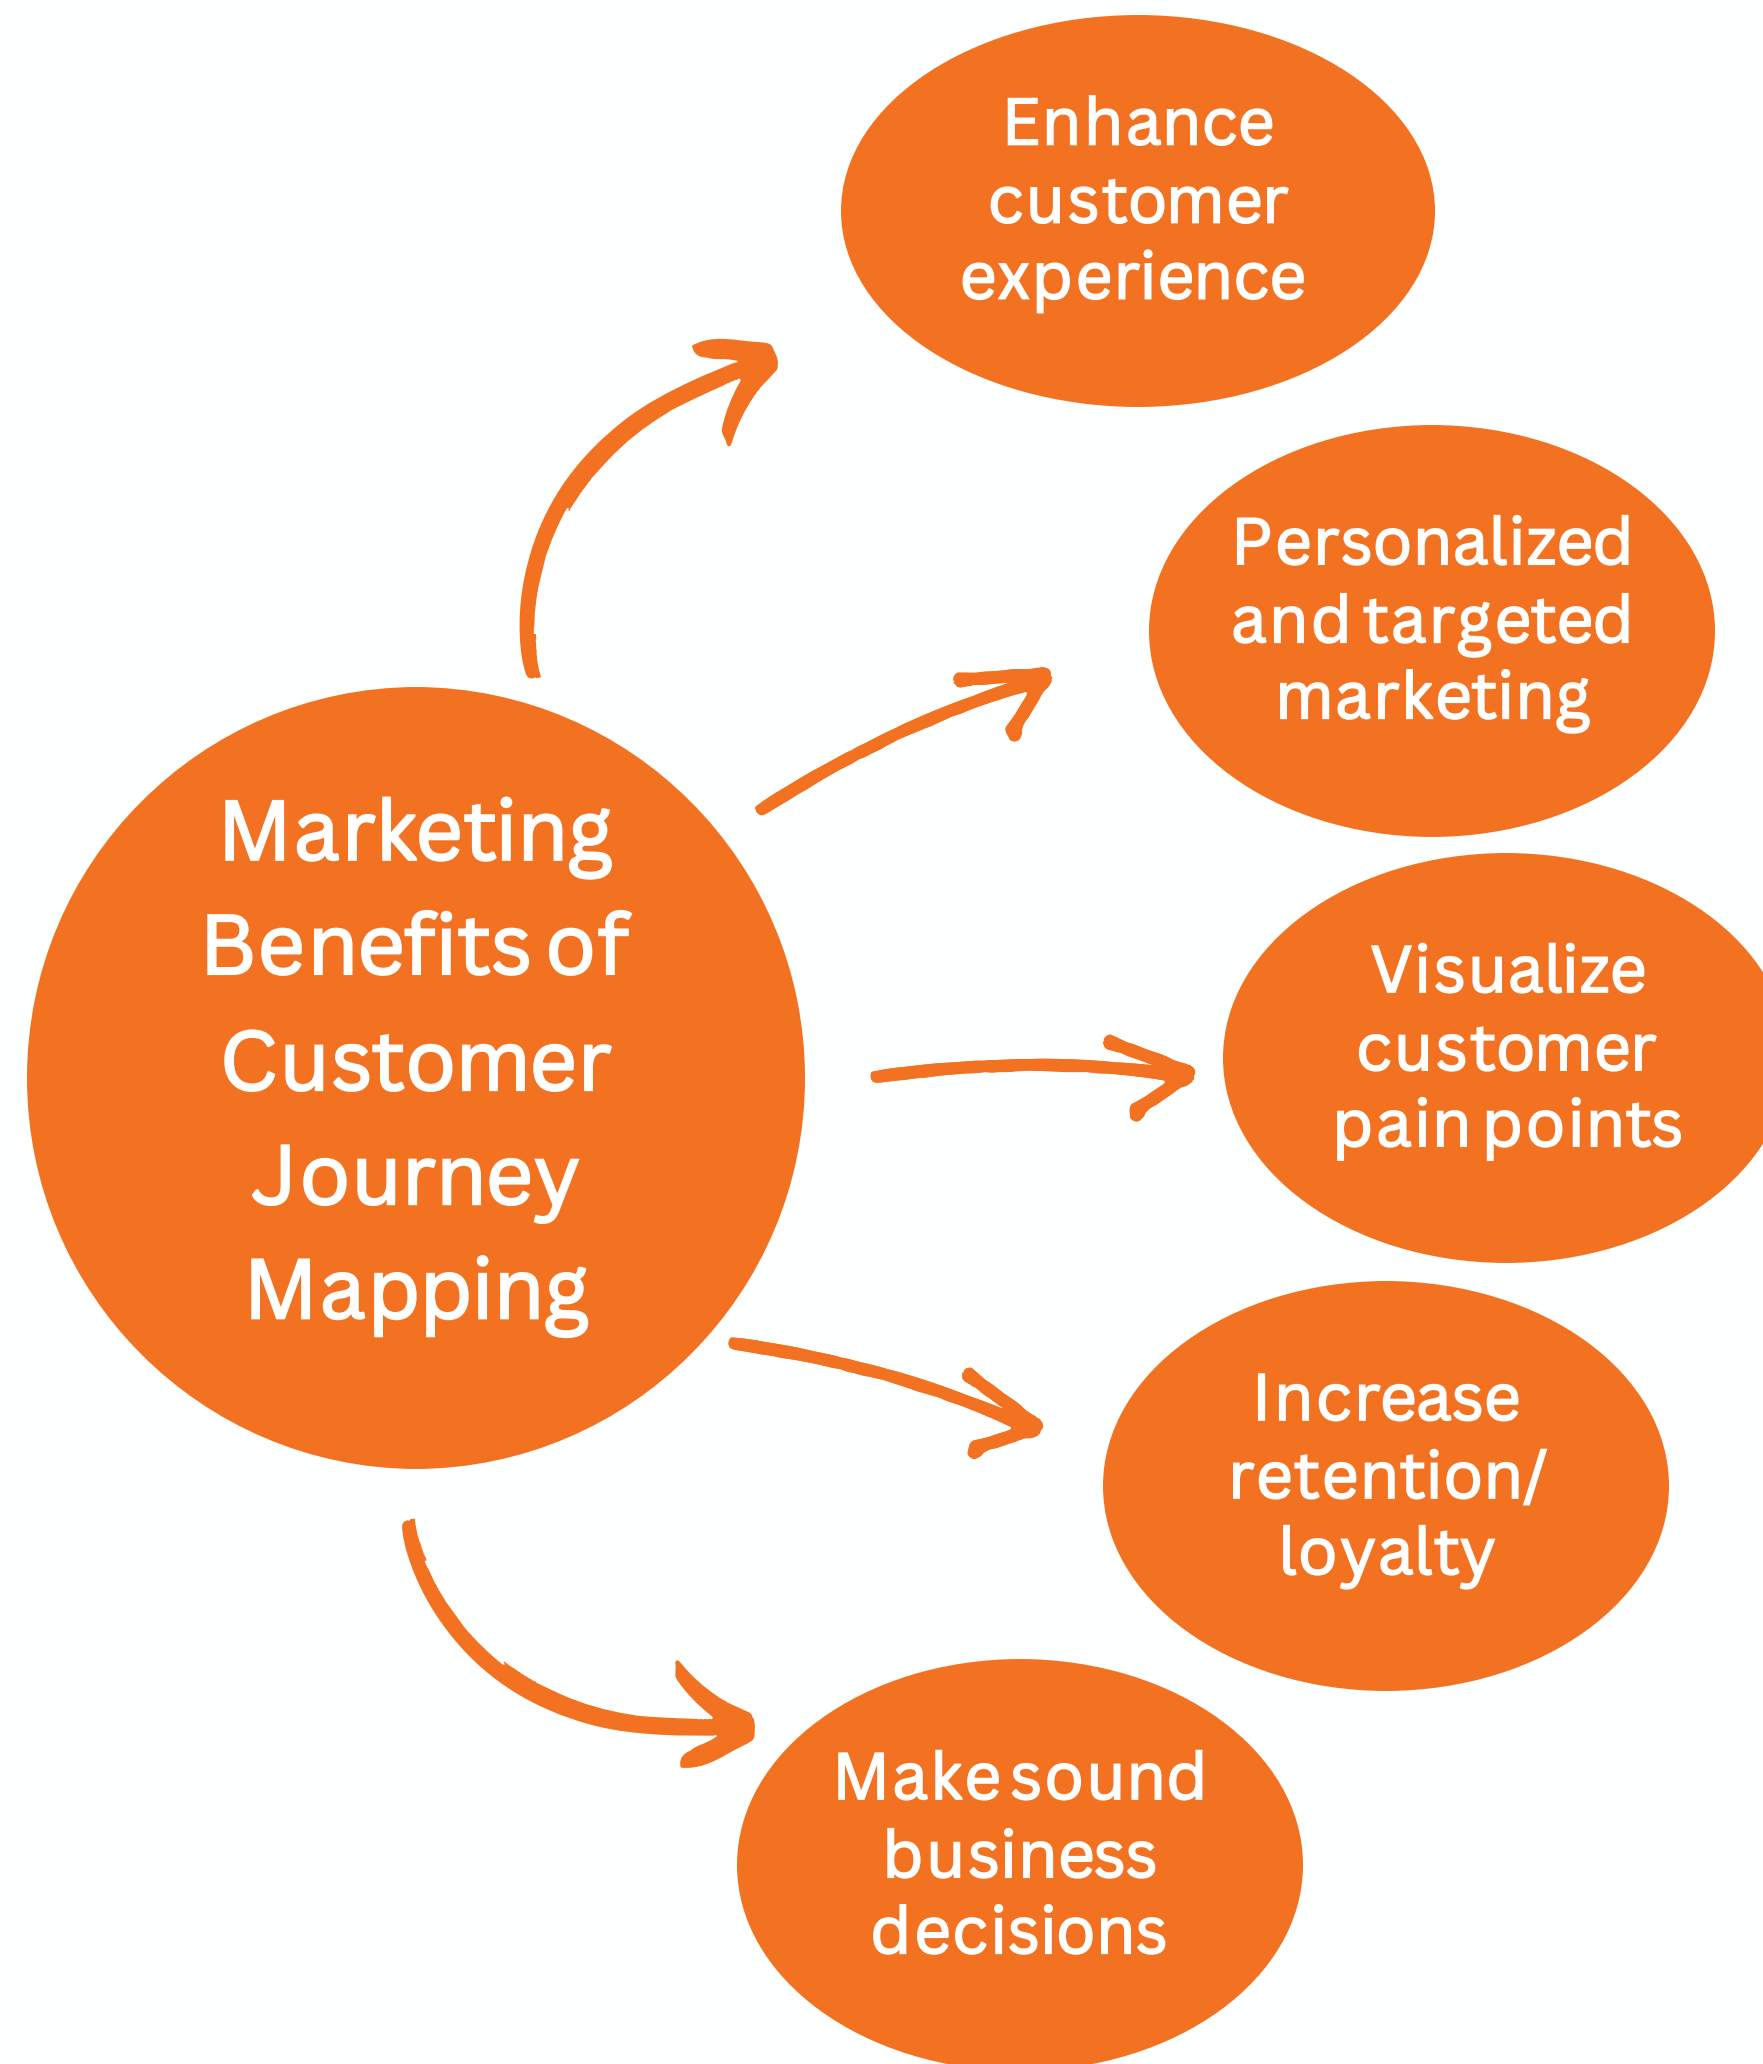 Enhance
customer
experience
Personalized
and targeted
marketing
Marketing
Benefits of
Customer
Journey
Mapping
Visualize
customer
pain points
Increase
retention/
loyalty
Make sound
business
decisions